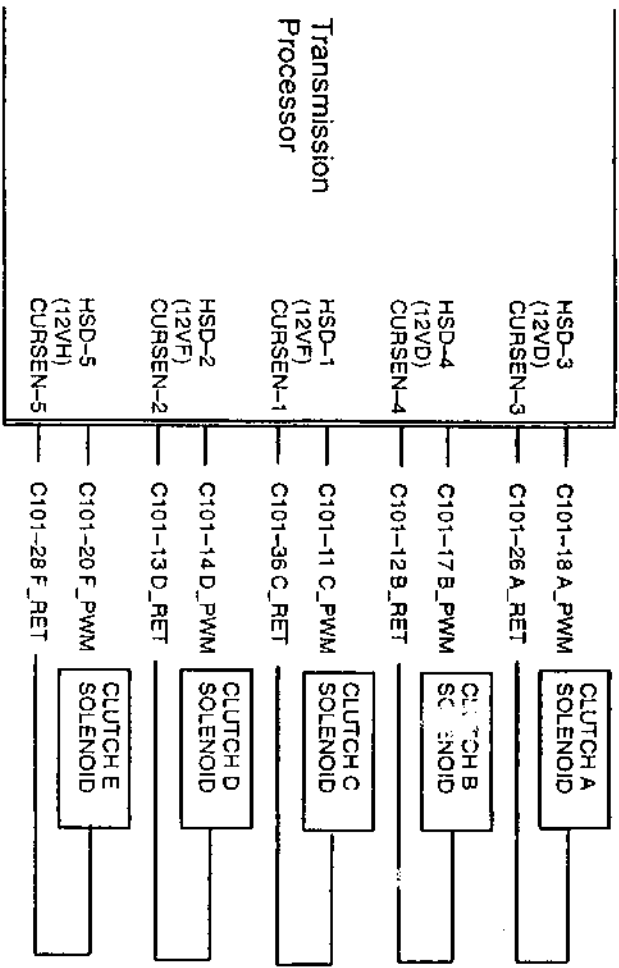 Transmission
Processor
HSD-3
(12VD)
CURSEN-3
C101-18 A_PWM
C101-26 A_RET
CLUTCH A
SOLENOID
HSD-4
(12VD)
CURSEN-4
C101-17 B_PWM
C101-12 B_RET
CH B
ENOID
HSD-1
(12VF)
CURSEN-1
C101-11 C_PWM
C101-36 C_RET
CLUTCH C
SOLENOID
HSD-2
(12VF)
CURSEN-2
C101-14 D_PWM
C101-13 D_RET
CLUTCH D
SOLENOID
HSD-5
(12VH)
CURSEN-5
C101-20 F_PWM
C101-28 F_RET
CLUTCH E
SOLENOID